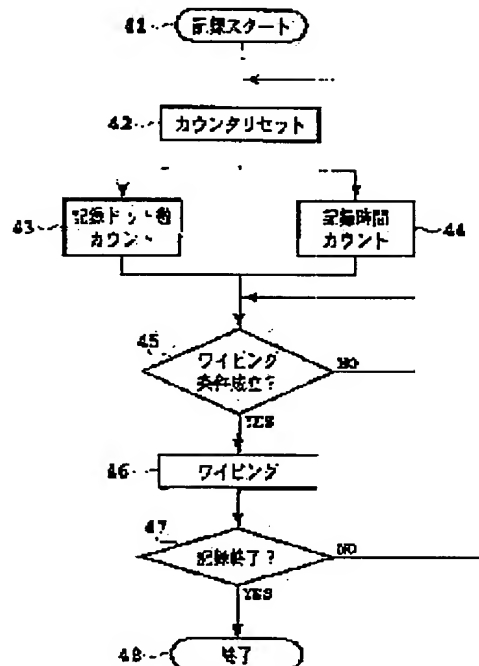 41 記録スタート
42 カウンタリセット
43
記録ドット数
カウント
記録時間
カウント
44
45
ワイピング
条件成立?
NO
YES
46 ワイピング
47
記録終了?
NO
YES
48 終了